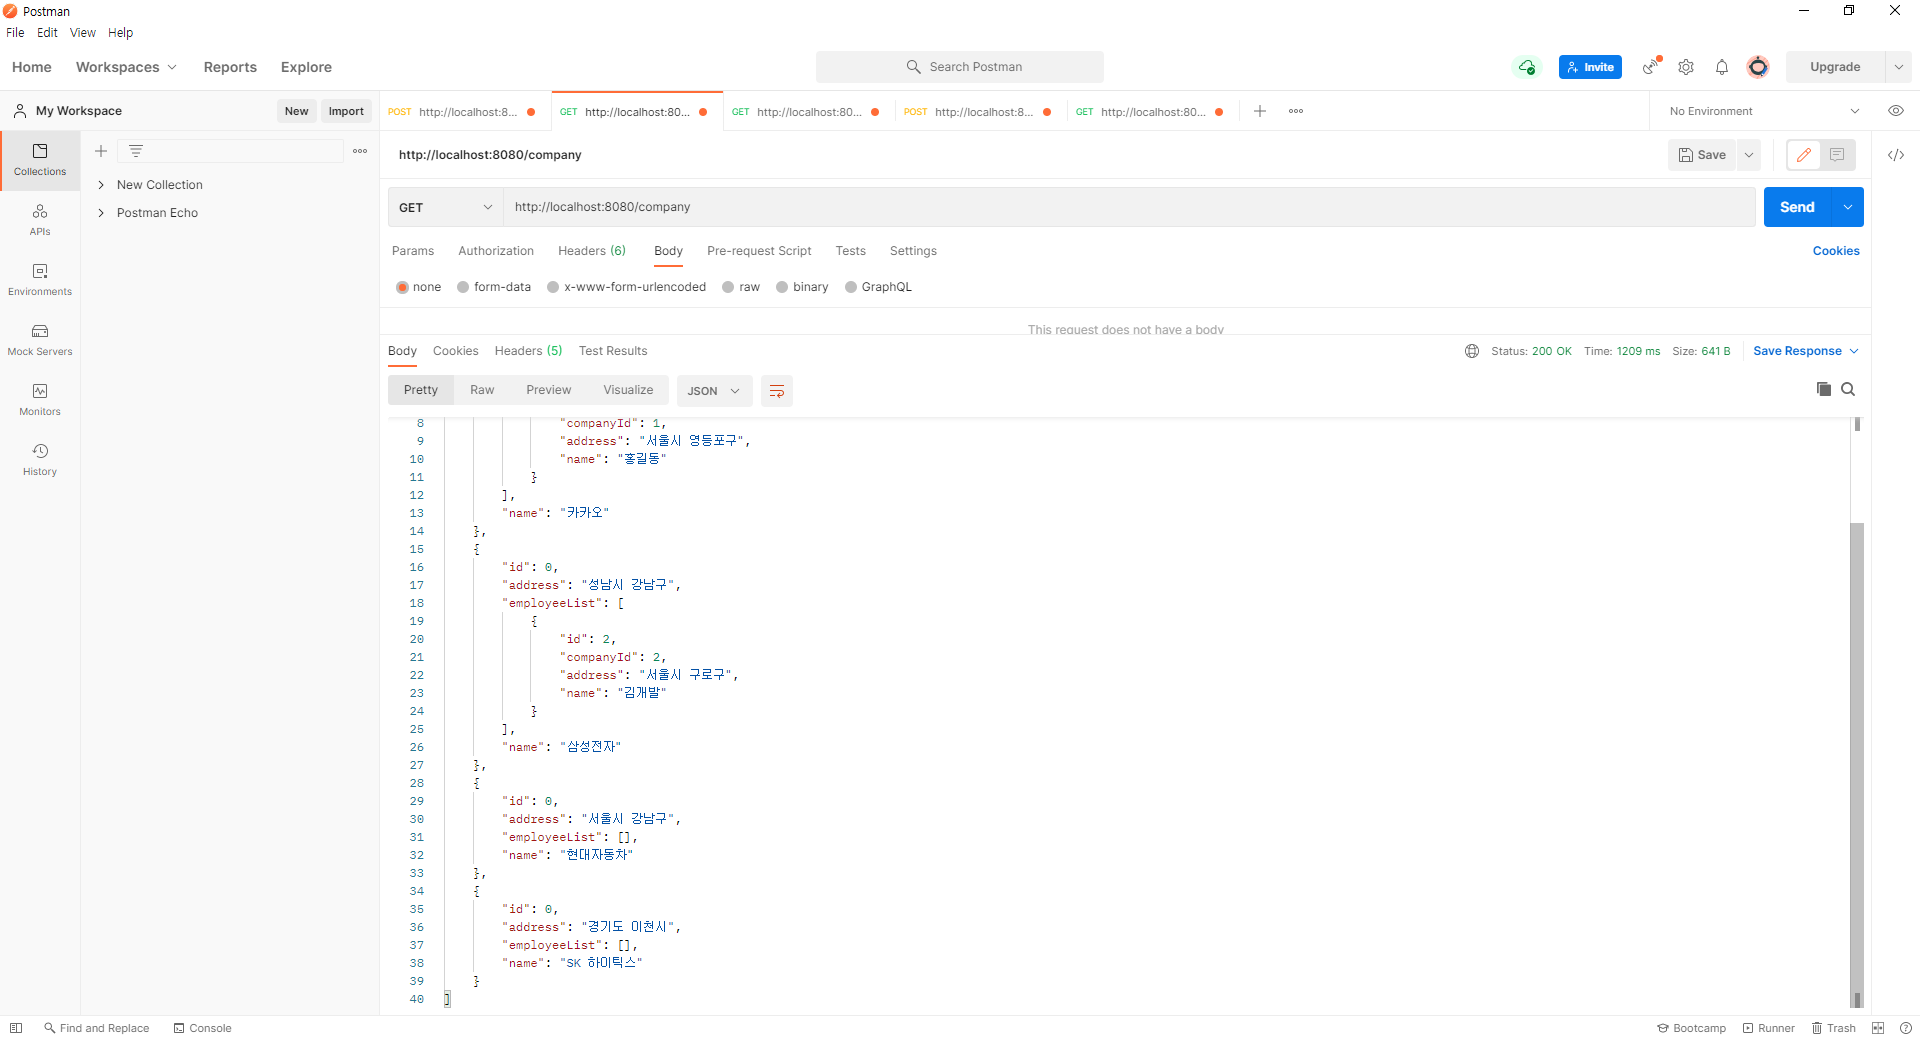 Postman
File Edit View Help
Home Workspaces Reports Explore
Search Postman
Invite
Upgrade
My Workspace
New Import
POST http://localhost:8...
GET http://localhost:80...
GET http://localhost:80...
POST http://localhost:8...
GET http://localhost:80...
No Environment
Collections
APIs
Environments
Mock Servers
Monitors
History
New Collection
Postman Echo
http://localhost:8080/company
Save
GET http://localhost:8080/company
Send
Params Authorization Headers (6) Body Pre-request Script Tests Settings
Cookies
none form-data x-www-form-urlencoded raw binary GraphQL
This request does not have a body
Body Cookies Headers (5) Test Results
Status: 200 OK Time: 1209 ms Size: 641 B Save Response
Pretty Raw Preview Visualize JSON
8 "companyId": 1,
9 "address": "서울시 영등포구",
10 "name": "홍길동"
11 }
12 ],
13 "name": "카카오"
14 },
15 {
16 "id": 0,
17 "address": "성남시 강남구",
18 "employeeList": [
19 {
20 "id": 2,
21 "companyId": 2,
22 "address": "서울시 구로구",
23 "name": "김개발"
24 }
25 ],
26 "name": "삼성전자"
27 },
28 {
29 "id": 0,
30 "address": "서울시 강남구",
31 "employeeList": [],
32 "name": "현대자동차"
33 },
34 {
35 "id": 0,
36 "address": "경기도 이천시",
37 "employeeList": [],
38 "name": "SK 하이틱스"
39 }
40 ]
Find and Replace Console
Bootcamp Runner Trash